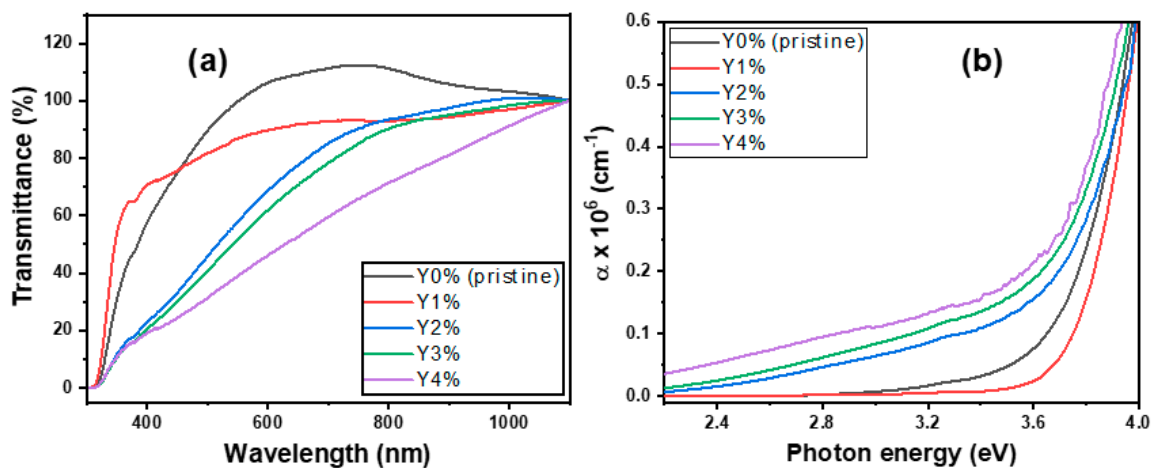 (a)
Transmittance (%)
120
100
80
60
40
20
0
400
600
800
1000
Wavelength (nm)
Y0% (pristine)
Y1%
Y2%
Y3%
Y4%
(b)
α x 10⁶ (cm⁻¹)
0.6
0.5
0.4
0.3
0.2
0.1
0.0
2.4
2.8
3.2
3.6
4.0
Photon energy (eV)
Y0% (pristine)
Y1%
Y2%
Y3%
Y4%